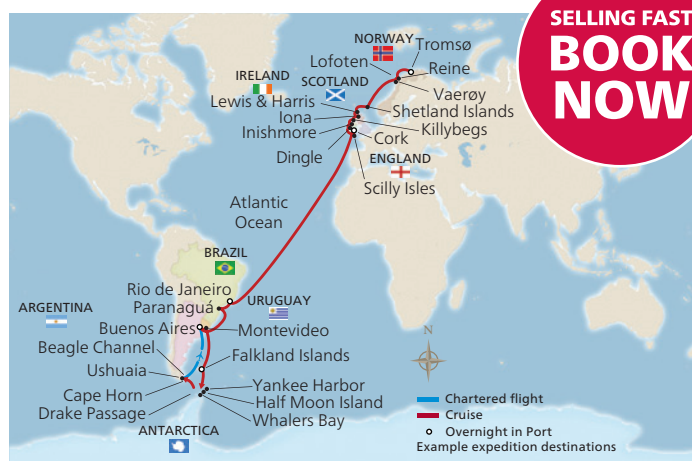 SELLING FAST
BOOK
NOW
NORWAY
Tromsø
Lofoten
Reine
IRELAND
SCOTLAND
Værøy
Lewis & Harris
Shetland Islands
Iona
Killybegs
Inishmore
Cork
Dingle
ENGLAND
Scilly Isles
Atlantic
Ocean
BRAZIL
Rio de Janeiro
Paranaguá
URUGUAY
ARGENTINA
Buenos Aires
Montevideo
Beagle Channel
Falkland Islands
Ushuaia
Cape Horn
Yankee Harbor
Drake Passage
Half Moon Island
Whalers Bay
ANTARCTICA
N
Chartered flight
Cruise
Overnight in Port
Example expedition destinations